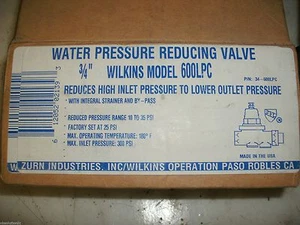 WATER PRESSURE REDUCING VALVE
3/4" WILKINS MODEL 600LPC
P/N: 34-600LPC
REDUCES HIGH INLET PRESSURE TO LOWER OUTLET PRESSURE
• WITH INTEGRAL STRAINER AND BY-PASS
• REDUCED PRESSURE RANGE 10 TO 35 PSI
• FACTORY SET AT 25 PSI
• MAX. OPERATING TEMPERATURE: 180° F
• MAX. INLET PRESSURE: 300 PSI
MADE IN THE USA
ZURN INDUSTRIES, INC/WILKINS OPERATION PASO ROBLES CA